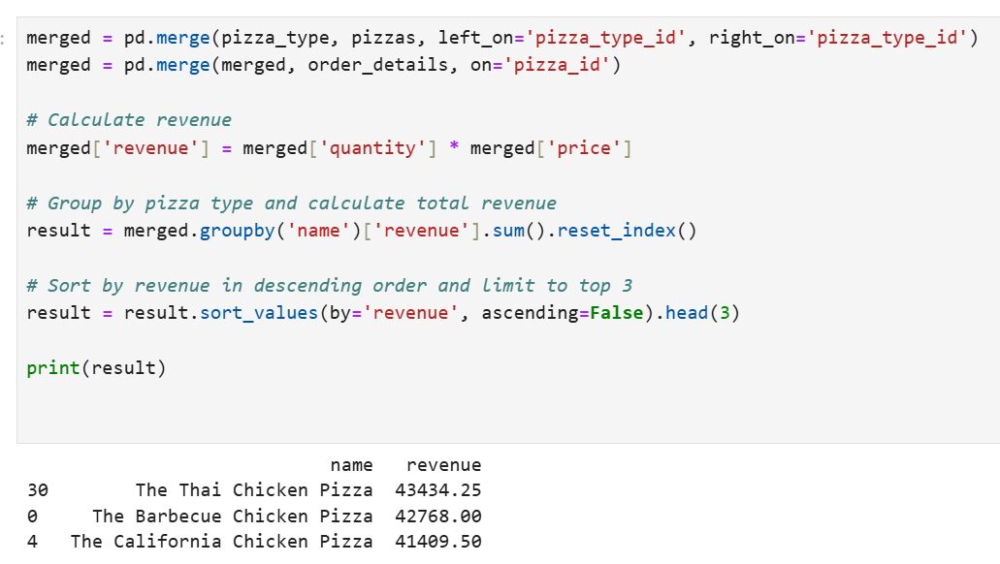 :
merged = pd.merge(pizza_type, pizzas, left_on='pizza_type_id', right_on='pizza_type_id')
merged = pd.merge(merged, order_details, on='pizza_id')
# Calculate revenue
merged['revenue'] = merged['quantity'] * merged['price']
# Group by pizza type and calculate total revenue
result = merged.groupby('name')['revenue'].sum().reset_index()
# Sort by revenue in descending order and limit to top 3
result = result.sort_values(by='revenue', ascending=False).head(3)
print(result)
name revenue
30 The Thai Chicken Pizza 43434.25
0 The Barbecue Chicken Pizza 42768.00
4 The California Chicken Pizza 41409.50